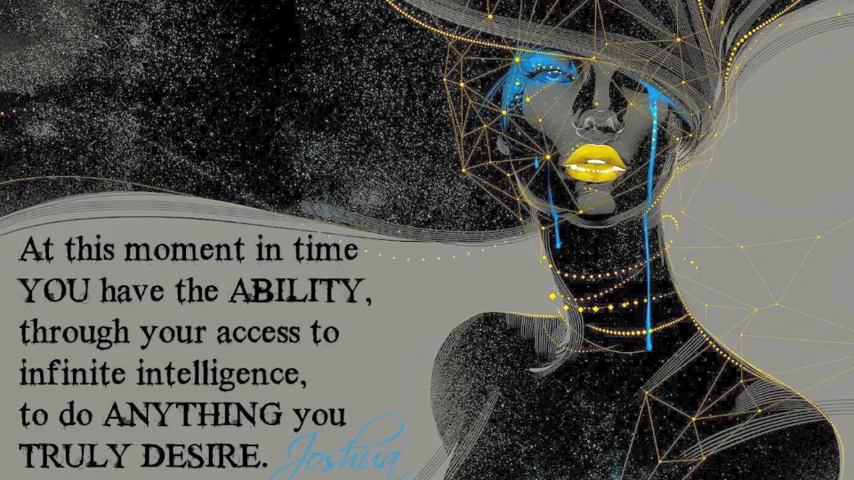 At this moment in time
YOU have the ABILITY,
through your access to
infinite intelligence,
to do ANYTHING you
TRULY DESIRE. Joshua